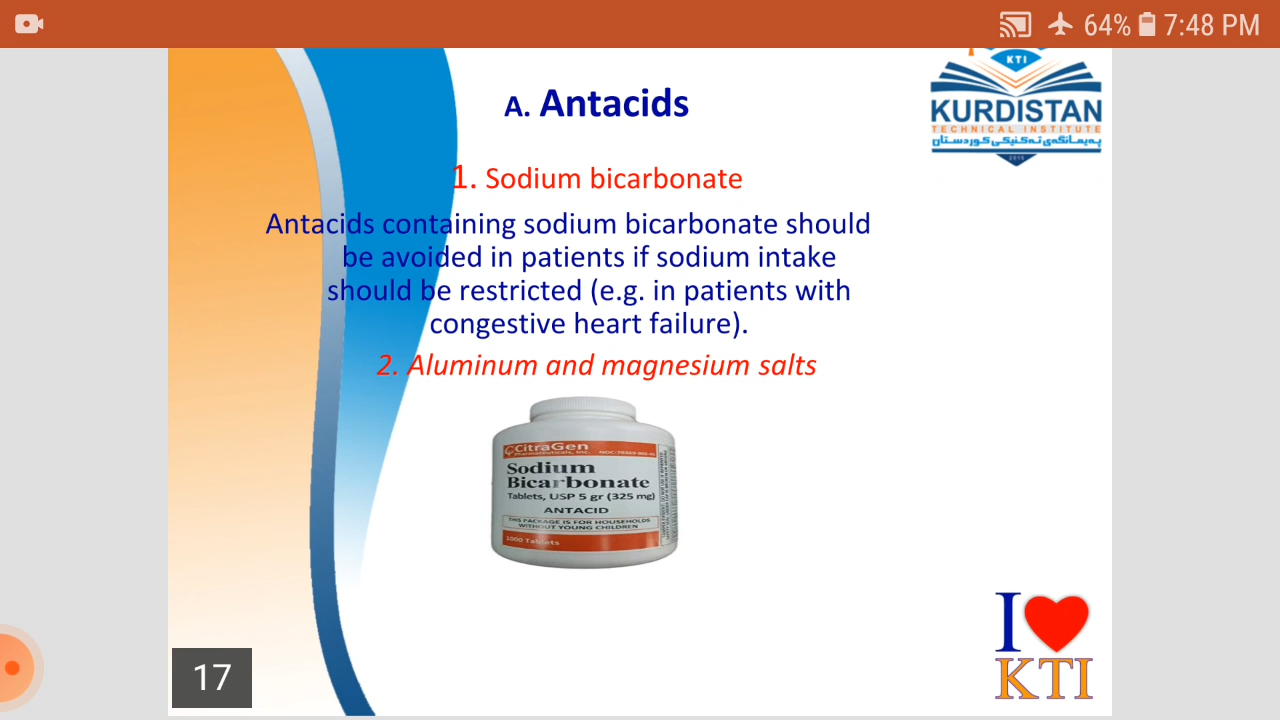 64% 7:48 PM
KTI
KURDISTAN
TECHNICAL INSTITUTE
پەیمانگەی تەکنیکی کوردستان
2015
A. Antacids
1. Sodium bicarbonate
Antacids containing sodium bicarbonate should
be avoided in patients if sodium intake
should be restricted (e.g. in patients with
congestive heart failure).
2. Aluminum and magnesium salts
CitraGen
Pharmaceuticals, Inc.
Sodium
Bicarbonate
Tablets, USP 5 gr (325 mg)
ANTACID
THIS PACKAGE IS FOR HOUSEHOLDS
WITHOUT YOUNG CHILDREN
1000 Tablets
I
KTI
17